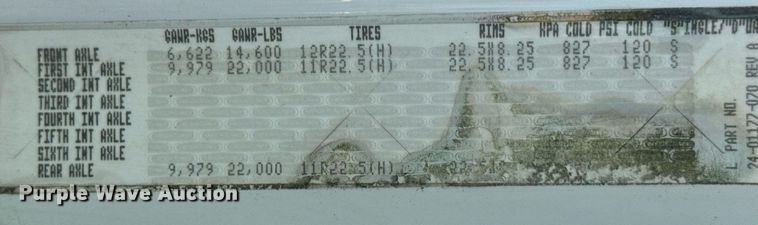 GAWR-KGS GAWR-LBS TIRES RIMS KPA COLD PSI COLD "S"INGLE/"D"UA
FRONT AXLE 6,622 14,600 12R22.5(H) 22.5X8.25 827 120 S
FIRST INT AXLE 9,979 22,000 11R22.5(H) 22.5X8.25 827 120 S
SECOND INT AXLE
THIRD INT AXLE
FOURTH INT AXLE
FIFTH INT AXLE
SIXTH INT AXLE
REAR AXLE 9,979 22,000 11R22.5(H)
L PART NO.
24-01177-070 REV A
Purple Wave Auction